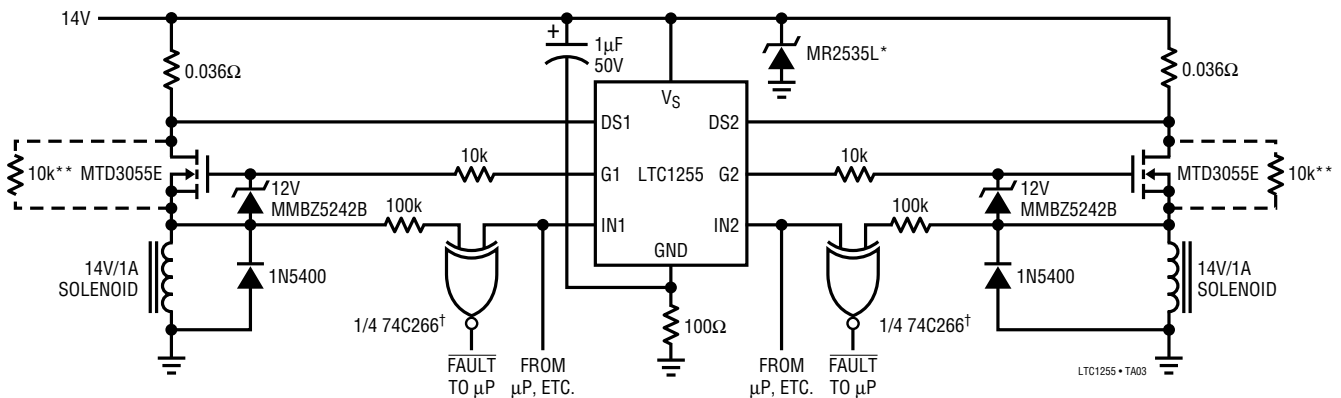 14V
0.036Ω
+
1µF
50V
MR2535L*
0.036Ω
VS
DS1
DS2
10k** MTD3055E
10k
G1
LTC1255
G2
10k
MTD3055E
10k**
12V
MMBZ5242B
100k
IN1
IN2
100k
12V
MMBZ5242B
GND
14V/1A
SOLENOID
1N5400
1/4 74C266†
100Ω
1/4 74C266†
1N5400
14V/1A
SOLENOID
FAULT
TO µP
FROM
µP, ETC.
FROM
µP, ETC.
FAULT
TO µP
LTC1255 • TA03